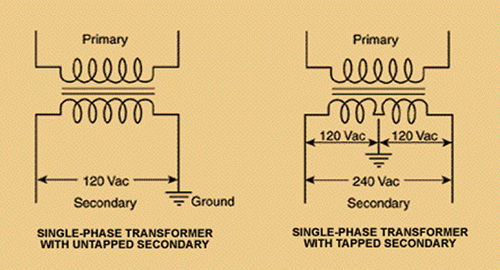 Primary
120 Vac
Secondary
Ground
SINGLE-PHASE TRANSFORMER
WITH UNTAPPED SECONDARY
Primary
120 Vac 120 Vac
240 Vac
Secondary
SINGLE-PHASE TRANSFORMER
WITH TAPPED SECONDARY